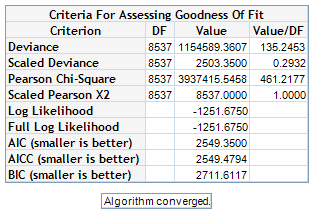 Criteria For Assessing Goodness Of Fit
Criterion DF Value Value/DF
Deviance 8537 1154589.3607 135.2453
Scaled Deviance 8537 2503.3500 0.2932
Pearson Chi-Square 8537 3937415.5458 461.2177
Scaled Pearson X2 8537 8537.0000 1.0000
Log Likelihood -1251.6750
Full Log Likelihood -1251.6750
AIC (smaller is better) 2549.3500
AICC (smaller is better) 2549.4794
BIC (smaller is better) 2711.6117
Algorithm converged.